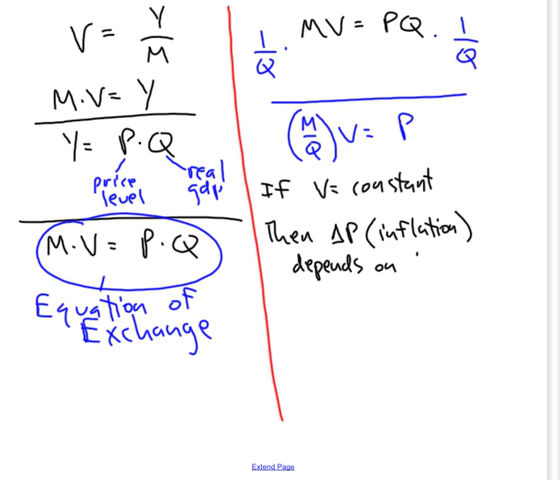 V = Y/M
M·V = Y
Y = P·Q
price level
real gdp
M·V = P·Q
Equation of
Exchange
1/Q · MV = PQ · 1/Q
(M/Q)V = P
If V = constant
Then ΔP (inflation)
depends on
Extend Page